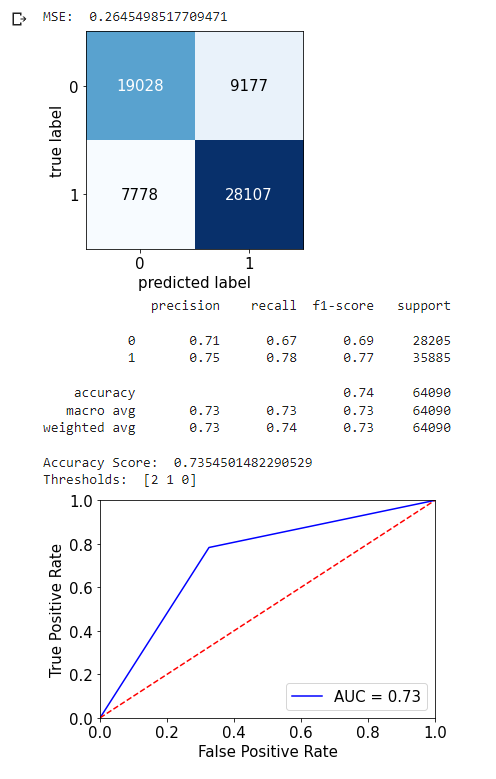 MSE:  0.2645498517709471
0
19028
9177
true label
1
7778
28107
0
1
predicted label
precision    recall  f1-score   support
0       0.71      0.67      0.69     28205
1       0.75      0.78      0.77     35885
accuracy                           0.74     64090
macro avg       0.73      0.73      0.73     64090
weighted avg       0.73      0.74      0.73     64090
Accuracy Score:  0.7354501482290529
Thresholds:  [2 1 0]
1.0
0.8
0.6
0.4
0.2
0.0
True Positive Rate
AUC = 0.73
0.0
0.2
0.4
0.6
0.8
1.0
False Positive Rate